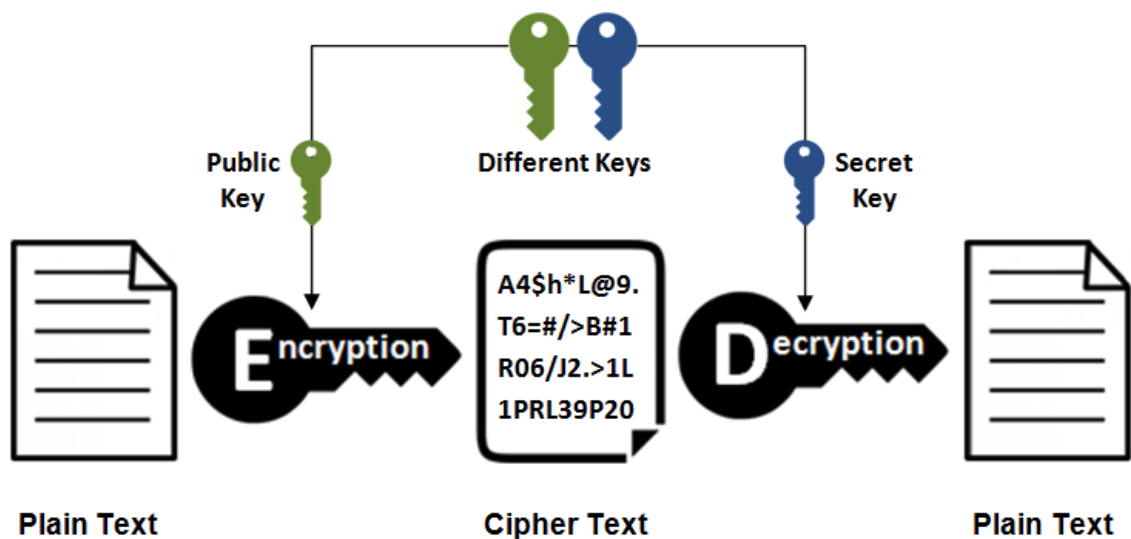 Different Keys
Public
Key
Secret
Key
Encryption
A4$h*L@9.
T6=#/>B#1
R06/J2.>1L
1PRL39P20
Decryption
Plain Text
Cipher Text
Plain Text